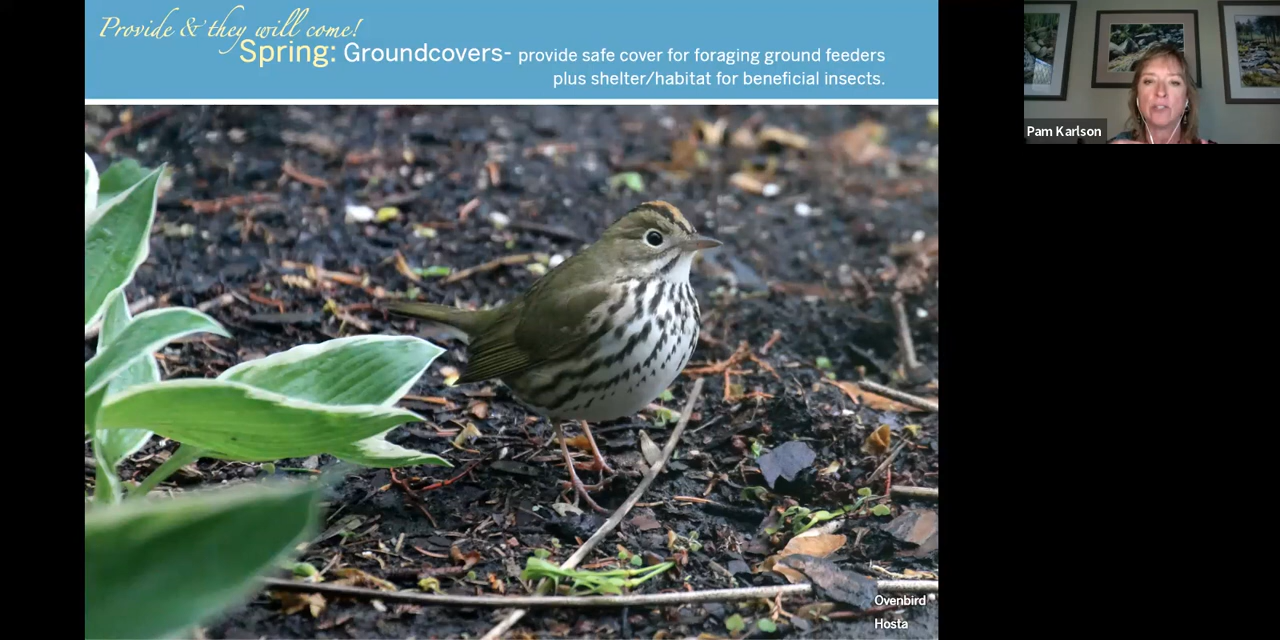 Provide & they will come!
Spring: Groundcovers- provide safe cover for foraging ground feeders
plus shelter/habitat for beneficial insects.
Pam Karlson
Ovenbird
Hosta